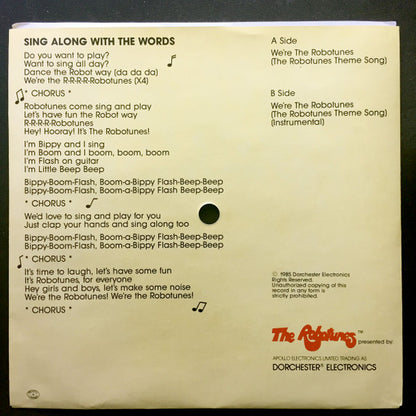 SING ALONG WITH THE WORDS
Do you want to play?
Want to sing all day?
Dance the Robot way (da da da)
We're the R-R-R-R-Robotunes (X4)
* CHORUS *
Robotunes come sing and play
Let's have fun the Robot way
R-R-R-R-Robotunes
Hey! Hooray! It's The Robotunes!
I'm Bippy and I sing
I'm Boom and I boom, boom, boom
I'm Flash on guitar
I'm Little Beep Beep
Bippy-Boom-Flash, Boom-a-Bippy Flash-Beep-Beep
Bippy-Boom-Flash, Boom-a-Bippy Flash-Beep-Beep
* CHORUS *
We'd love to sing and play for you
Just clap your hands and sing along too
Bippy-Boom-Flash, Boom-a-Bippy Flash-Beep-Beep
Bippy-Boom-Flash, Boom-a-Bippy Flash-Beep-Beep
* CHORUS *
It's time to laugh, let's have some fun
It's Robotunes, for everyone
Hey girls and boys, let's make some noise
We're the Robotunes! We're the Robotunes!
* CHORUS *
A Side
We're The Robotunes
(The Robotunes Theme Song)
B Side
We're The Robotunes
(The Robotunes Theme Song)
(Instrumental)
© 1985 Dorchester Electronics
Rights Reserved.
Unauthorized copying of this
record in any form is
strictly prohibited.
The Robotunes™ presented by:
APOLLO ELECTRONICS LIMITED TRADING AS
DORCHESTER® ELECTRONICS